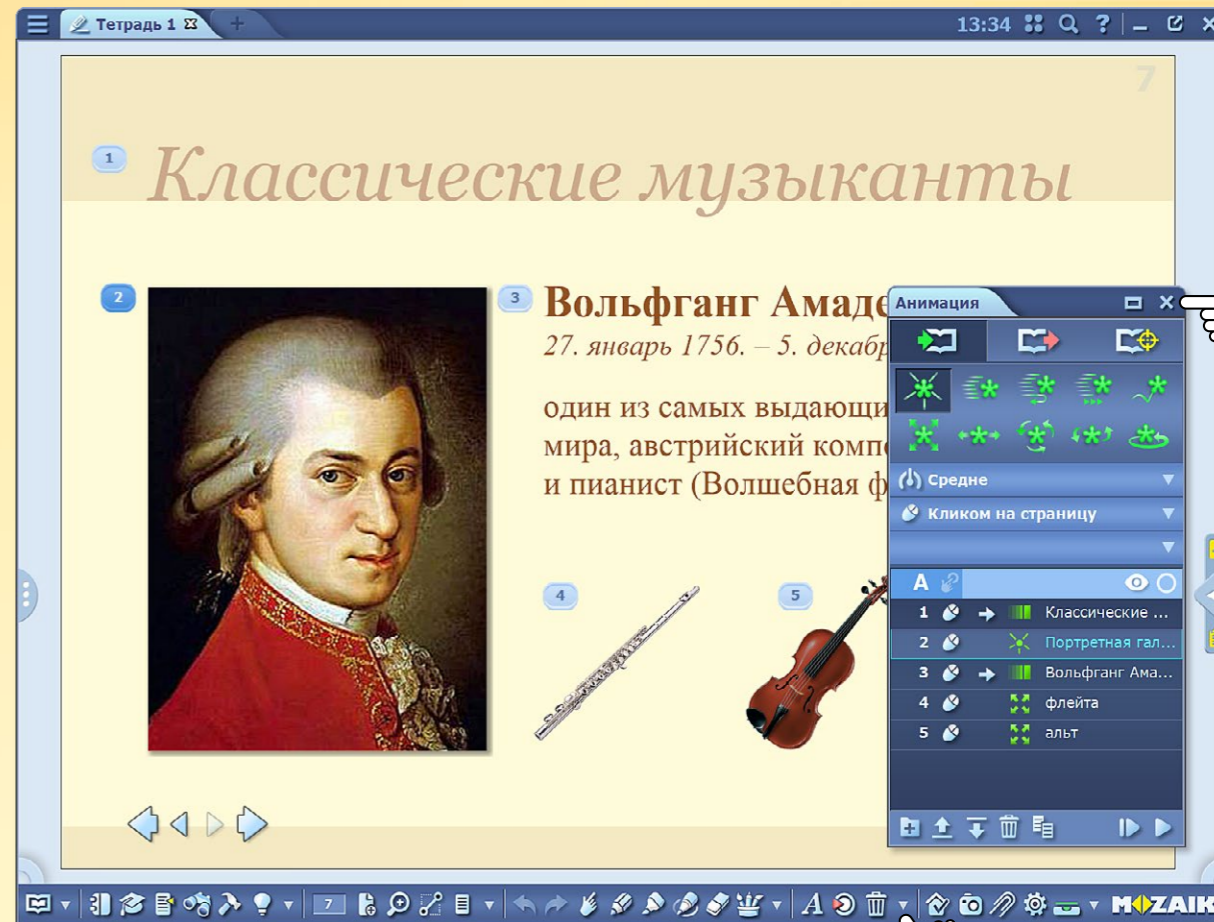 Тетрадь 1
13:34
7
1
Классические музыканты
2
3
Вольфганг Амаде
27. январь 1756. – 5. декабр
один из самых выдающи
мира, австрийский комп
и пианист (Волшебная ф
4
5
Анимация
Средне
Кликом на страницу
A
1 Классические ...
2 Портретная гал...
3 Вольфганг Ама...
4 флейта
5 альт
7
A
MOZAIK